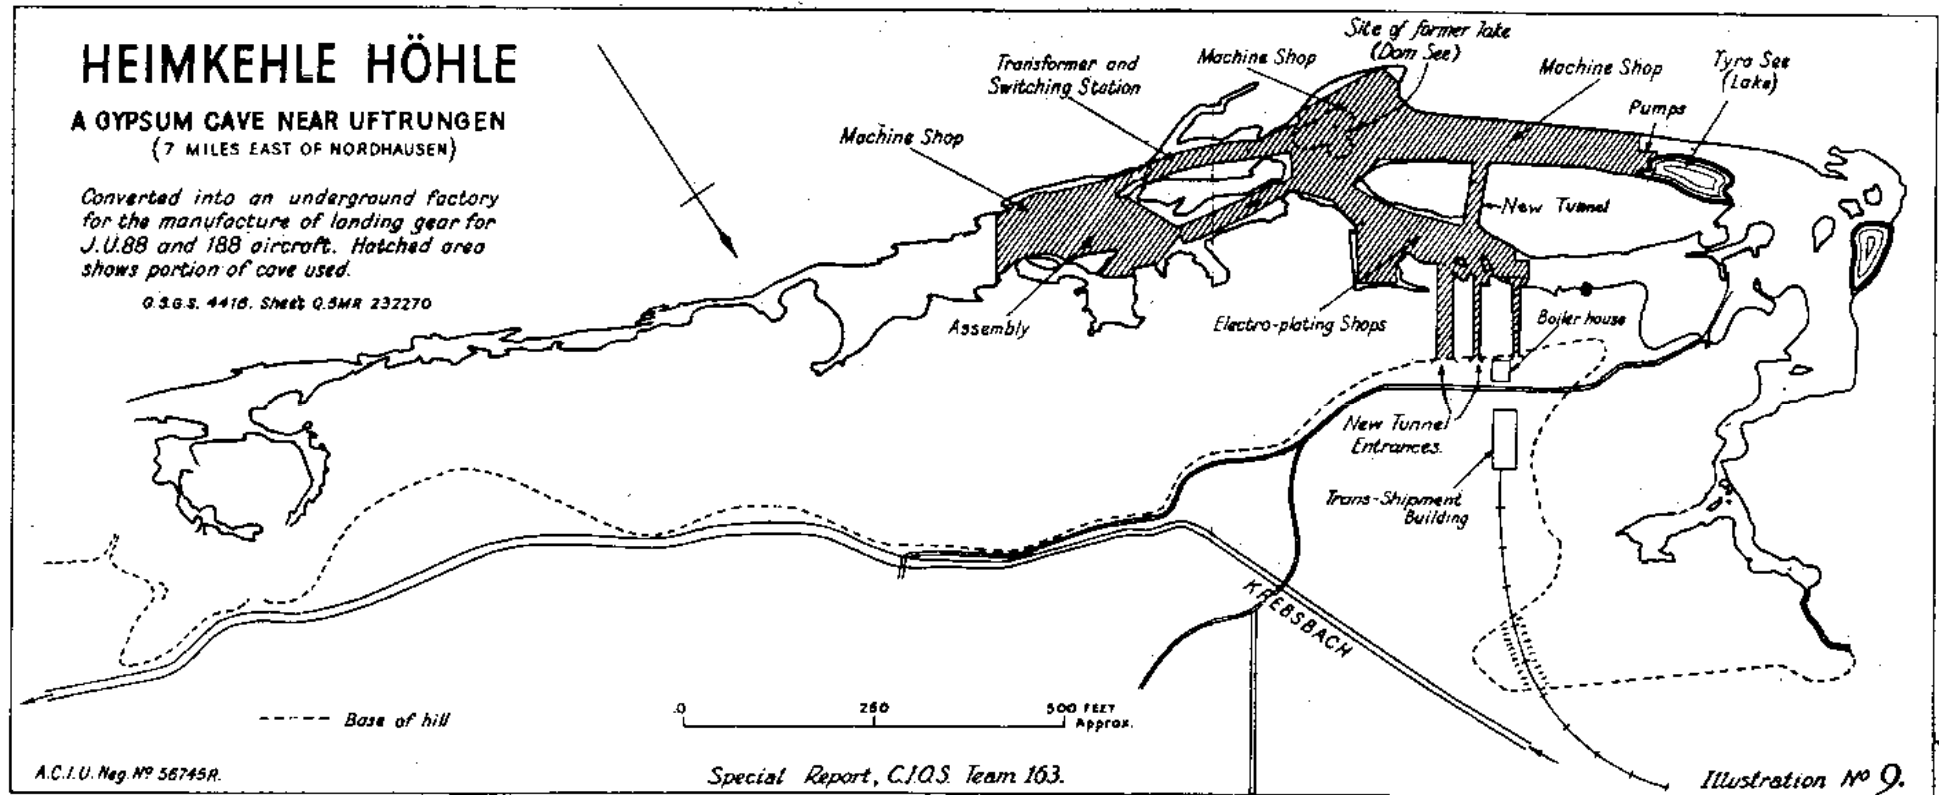 HEIMKEHLE HÖHLE
A GYPSUM CAVE NEAR UFTRUNGEN
(7 MILES EAST OF NORDHAUSEN)
Converted into an underground factory
for the manufacture of landing gear for
J.U.88 and 188 aircraft. Hatched area
shows portion of cave used.
G.S.G.S. 4416. Sheet Q.5MR 232270
Machine Shop
Transformer and
Switching Station
Machine Shop
Site of former lake
(Dom See)
Machine Shop
Tyra See
(Lake)
Pumps
New Tunnel
Assembly
Electro-plating Shops
Boiler house
New Tunnel
Entrances.
Trans-Shipment
Building
KREBSBACH
Base of hill
0 250 500 FEET
Approx.
A.C.I.U. Neg. Nº 56745R.
Special Report, C.I.O.S. Team 163.
Illustration Nº 9.